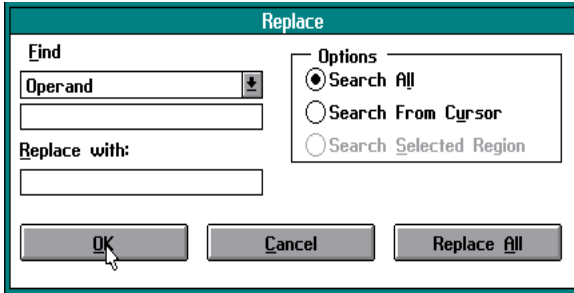 Replace
Find
Operand
Replace with:
Options
Search All
Search From Cursor
Search Selected Region
OK
Cancel
Replace All